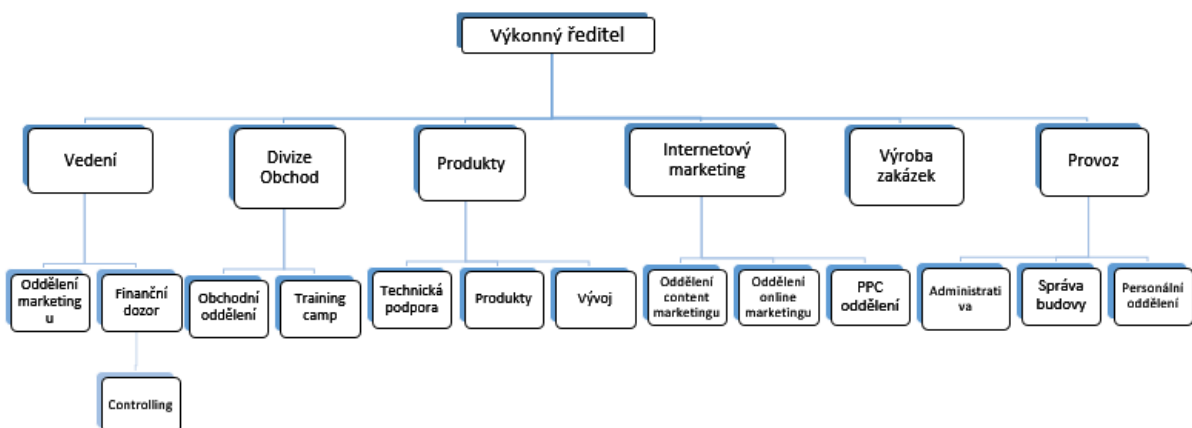 Výkonný ředitel
Vedení
Divize
Obchod
Produkty
Internetový
marketing
Výroba
zakázek
Provoz
Oddělení
marketing
u
Finanční
dozor
Obchodní
oddělení
Training
camp
Technická
podpora
Produkty
Vývoj
Oddělení
content
marketingu
Oddělení
online
marketingu
PPC
oddělení
Administrati
va
Správa
budovy
Personální
oddělení
Controlling